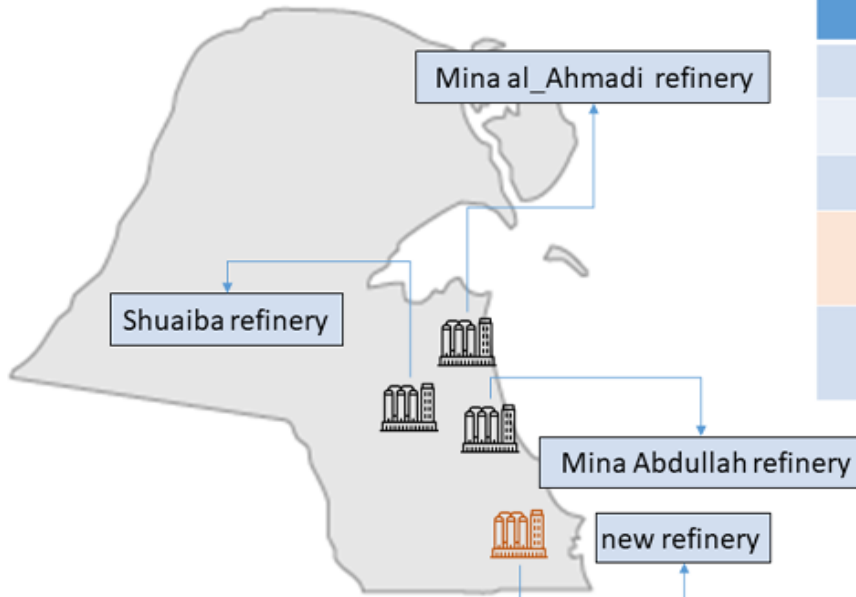 Mina al_Ahmadi refinery
Shuaiba refinery
Mina Abdullah refinery
new refinery